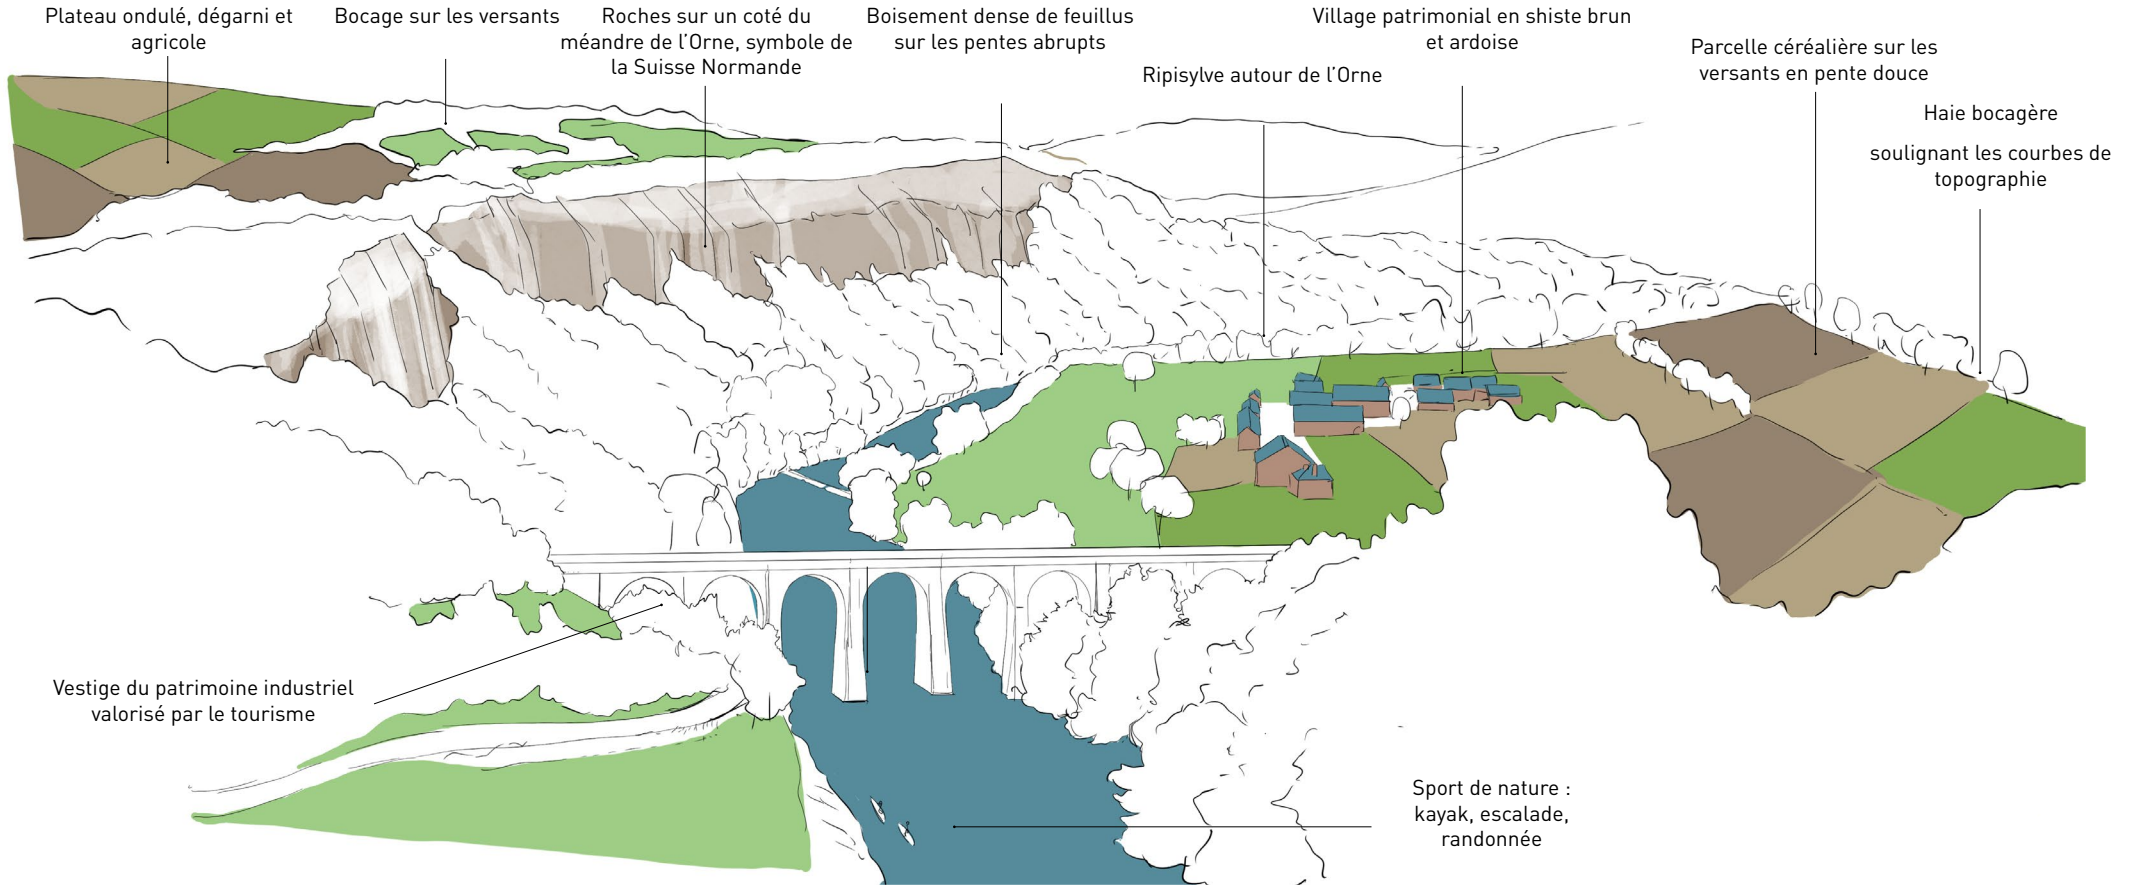 Plateau ondulé, dégarni et
agricole
Bocage sur les versants
Roches sur un coté du
méandre de l'Orne, symbole de
la Suisse Normande
Boisement dense de feuillus
sur les pentes abrupts
Ripisylve autour de l'Orne
Village patrimonial en shiste brun
et ardoise
Parcelle céréalière sur les
versants en pente douce
Haie bocagère
soulignant les courbes de
topographie
Vestige du patrimoine industriel
valorisé par le tourisme
Sport de nature :
kayak, escalade,
randonnée